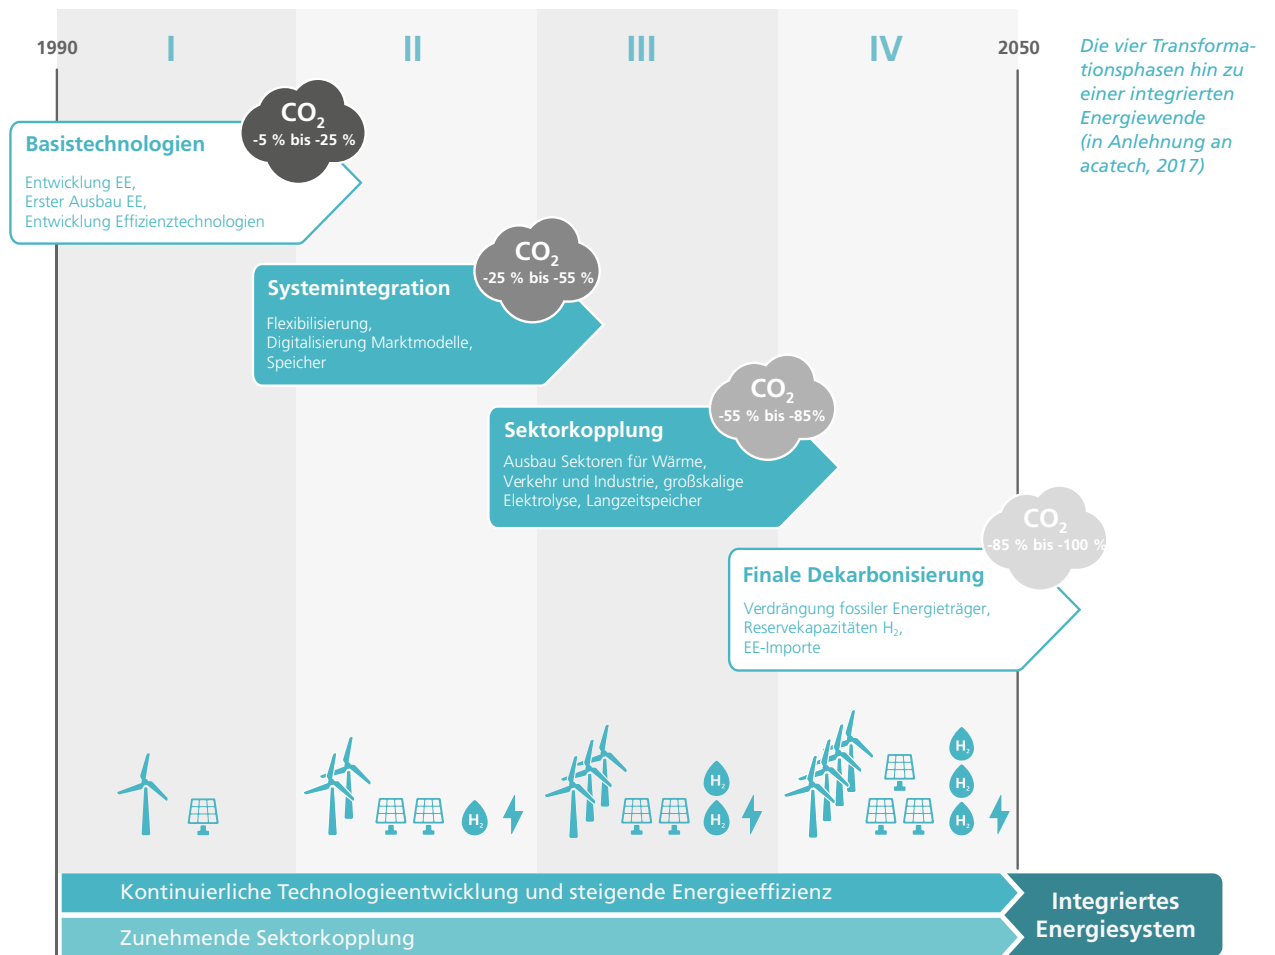 1990
I
II
III
IV
2050
Die vier Transforma-
tionsphasen hin zu
einer integrierten
Energiewende
(in Anlehnung an
acatech, 2017)
CO₂
-5 % bis -25 %
Basistechnologien
Entwicklung EE,
Erster Ausbau EE,
Entwicklung Effizienztechnologien
CO₂
-25 % bis -55 %
Systemintegration
Flexibilisierung,
Digitalisierung Marktmodelle,
Speicher
CO₂
-55 % bis -85%
Sektorkopplung
Ausbau Sektoren für Wärme,
Verkehr und Industrie, großskalige
Elektrolyse, Langzeitspeicher
CO₂
-85 % bis -100 %
Finale Dekarbonisierung
Verdrängung fossiler Energieträger,
Reservekapazitäten H₂,
EE-Importe
H₂
H₂
H₂
H₂
H₂
H₂
Kontinuierliche Technologieentwicklung und steigende Energieeffizienz
Zunehmende Sektorkopplung
Integriertes
Energiesystem